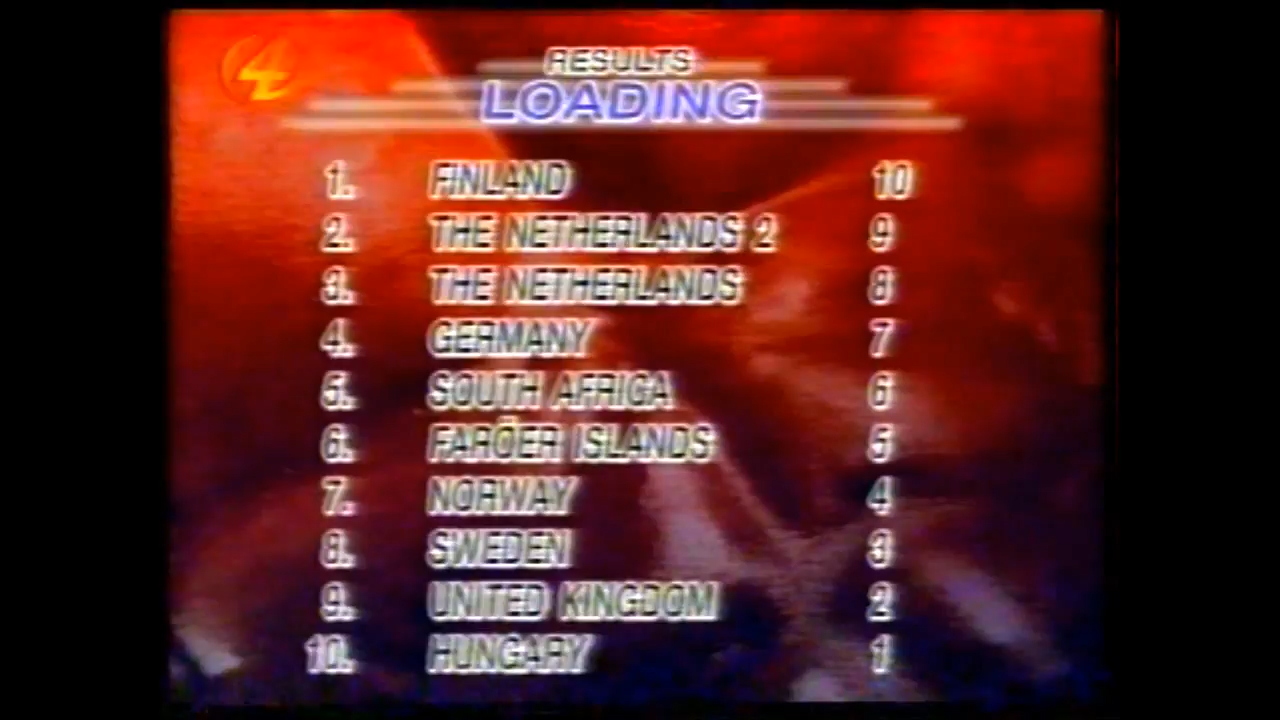 4
RESULTS
LOADING
1. FINLAND 10
2. THE NETHERLANDS 2 9
3. THE NETHERLANDS 8
4. GERMANY 7
5. SOUTH AFRICA 6
6. FARÖER ISLANDS 5
7. NORWAY 4
8. SWEDEN 3
9. UNITED KINGDOM 2
10. HUNGARY 1